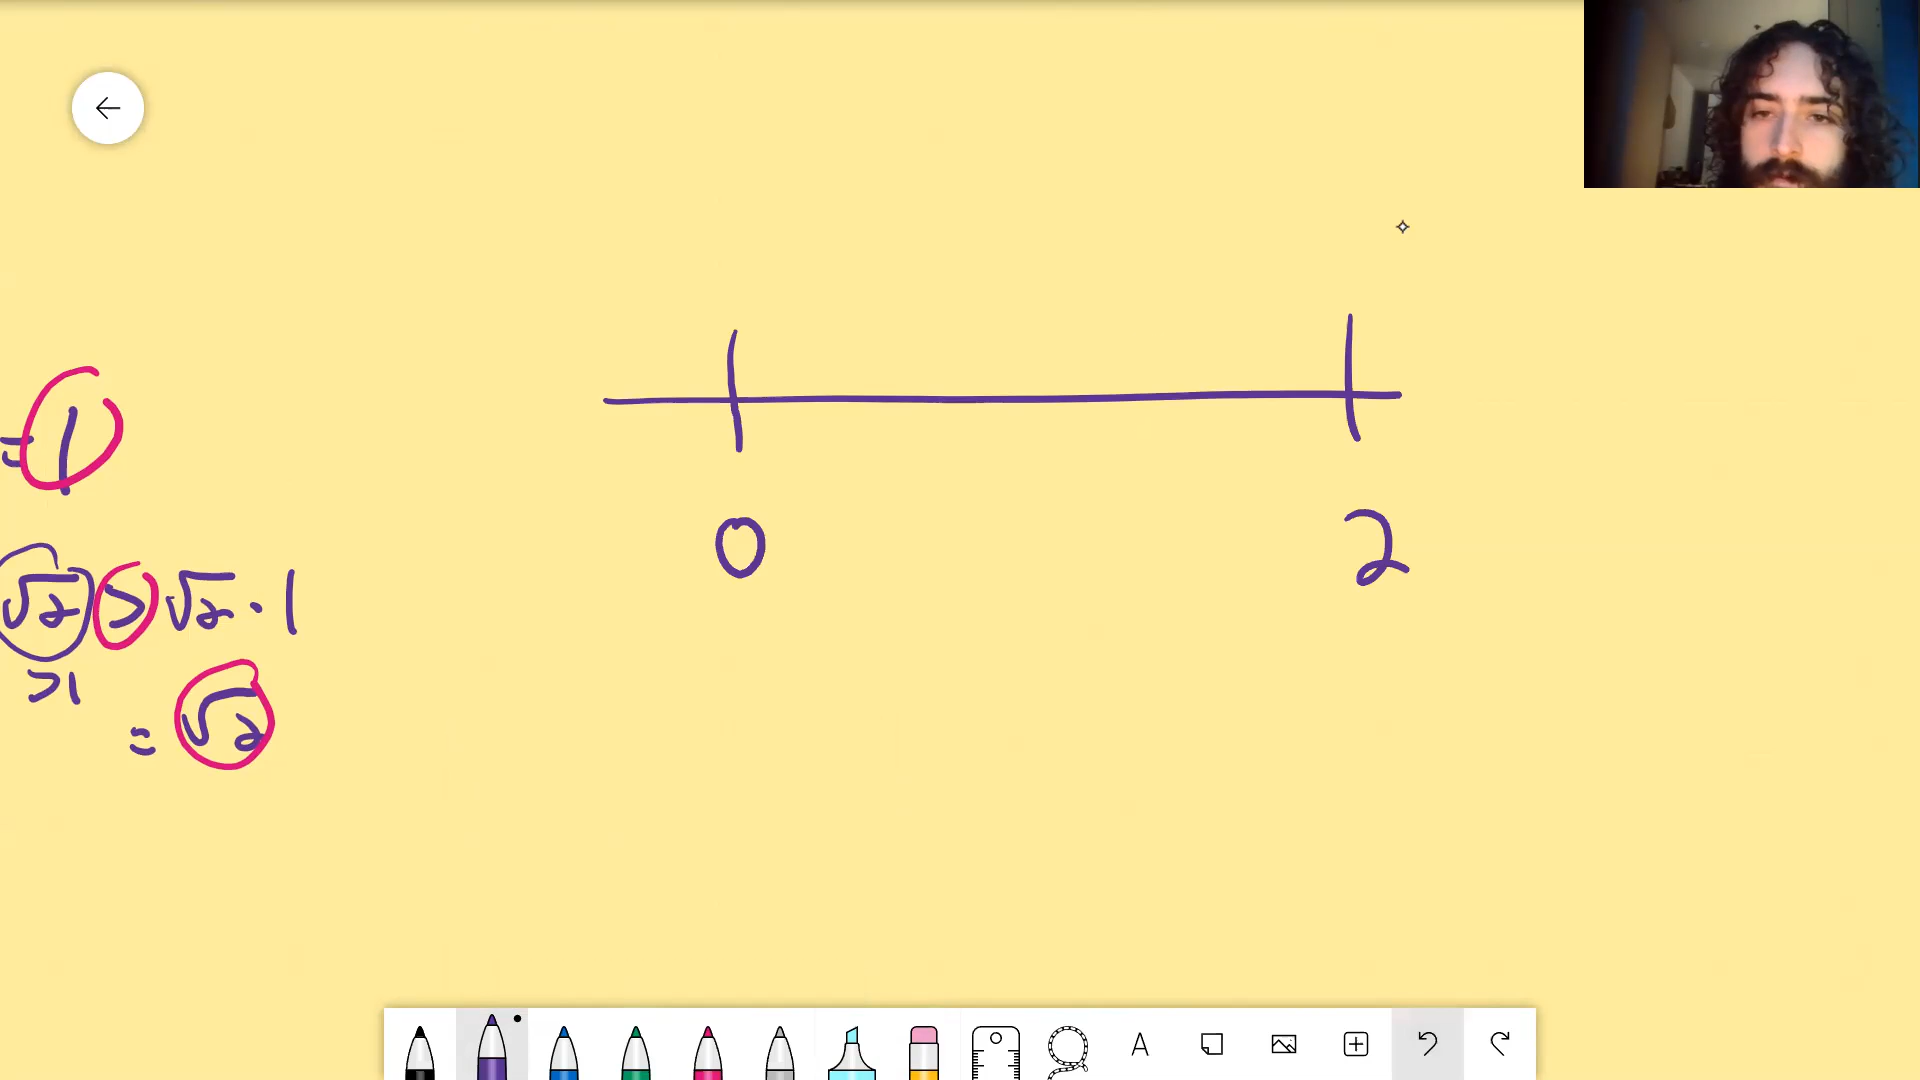 = 1
√2 > √2 · 1
>1
= √2
0 2
A